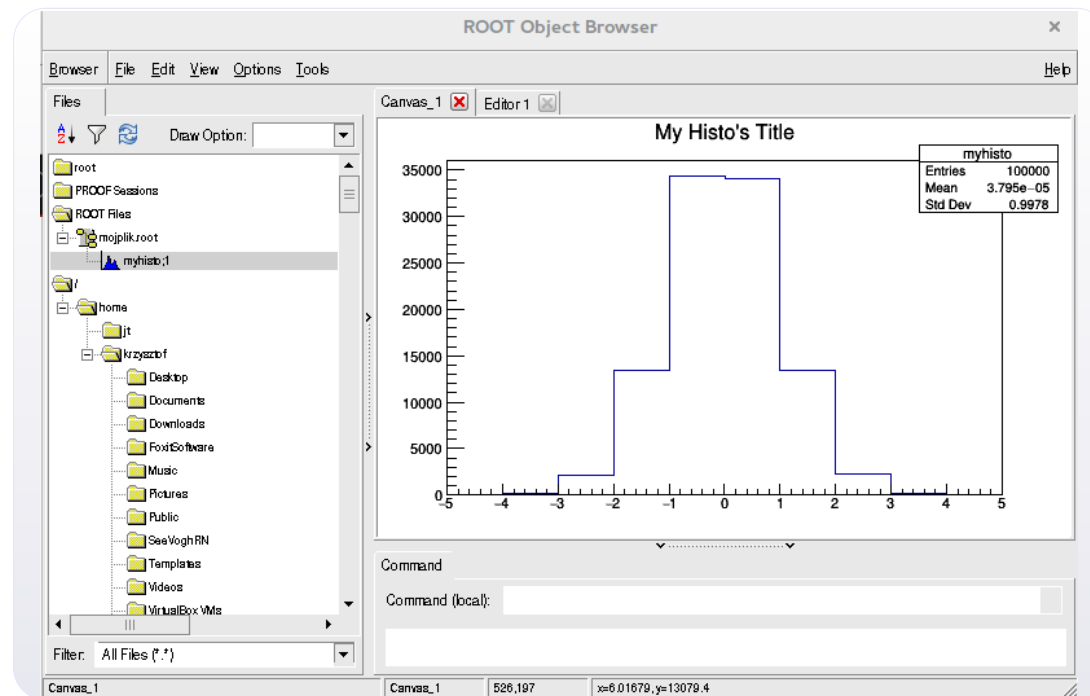 ROOT Object Browser
Browser File Edit View Options Tools Help
Files
Draw Option:
root
PROOF Sessions
ROOT Files
mojplik.root
myhisto;1
/
home
jt
krzysztof
Desktop
Documents
Downloads
FoxitSoftware
Music
Pictures
Public
SeeVoghRN
Templates
Videos
VirtualBox VMs
Filter: All Files (*.*)
Canvas_1 Editor 1
My Histo's Title
myhisto
Entries 100000
Mean 3.795e-05
Std Dev 0.9978
35000
30000
25000
20000
15000
10000
5000
0
-5 -4 -3 -2 -1 0 1 2 3 4 5
Command
Command (local):
Canvas_1 Canvas_1 526,197 x=6.01679, y=13079.4